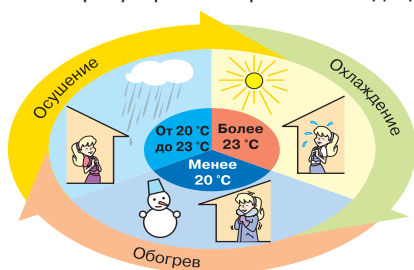 Осушение
Охлаждение
От 20 °C
до 23 °C
Более
23 °C
Менее
20 °C
Обогрев